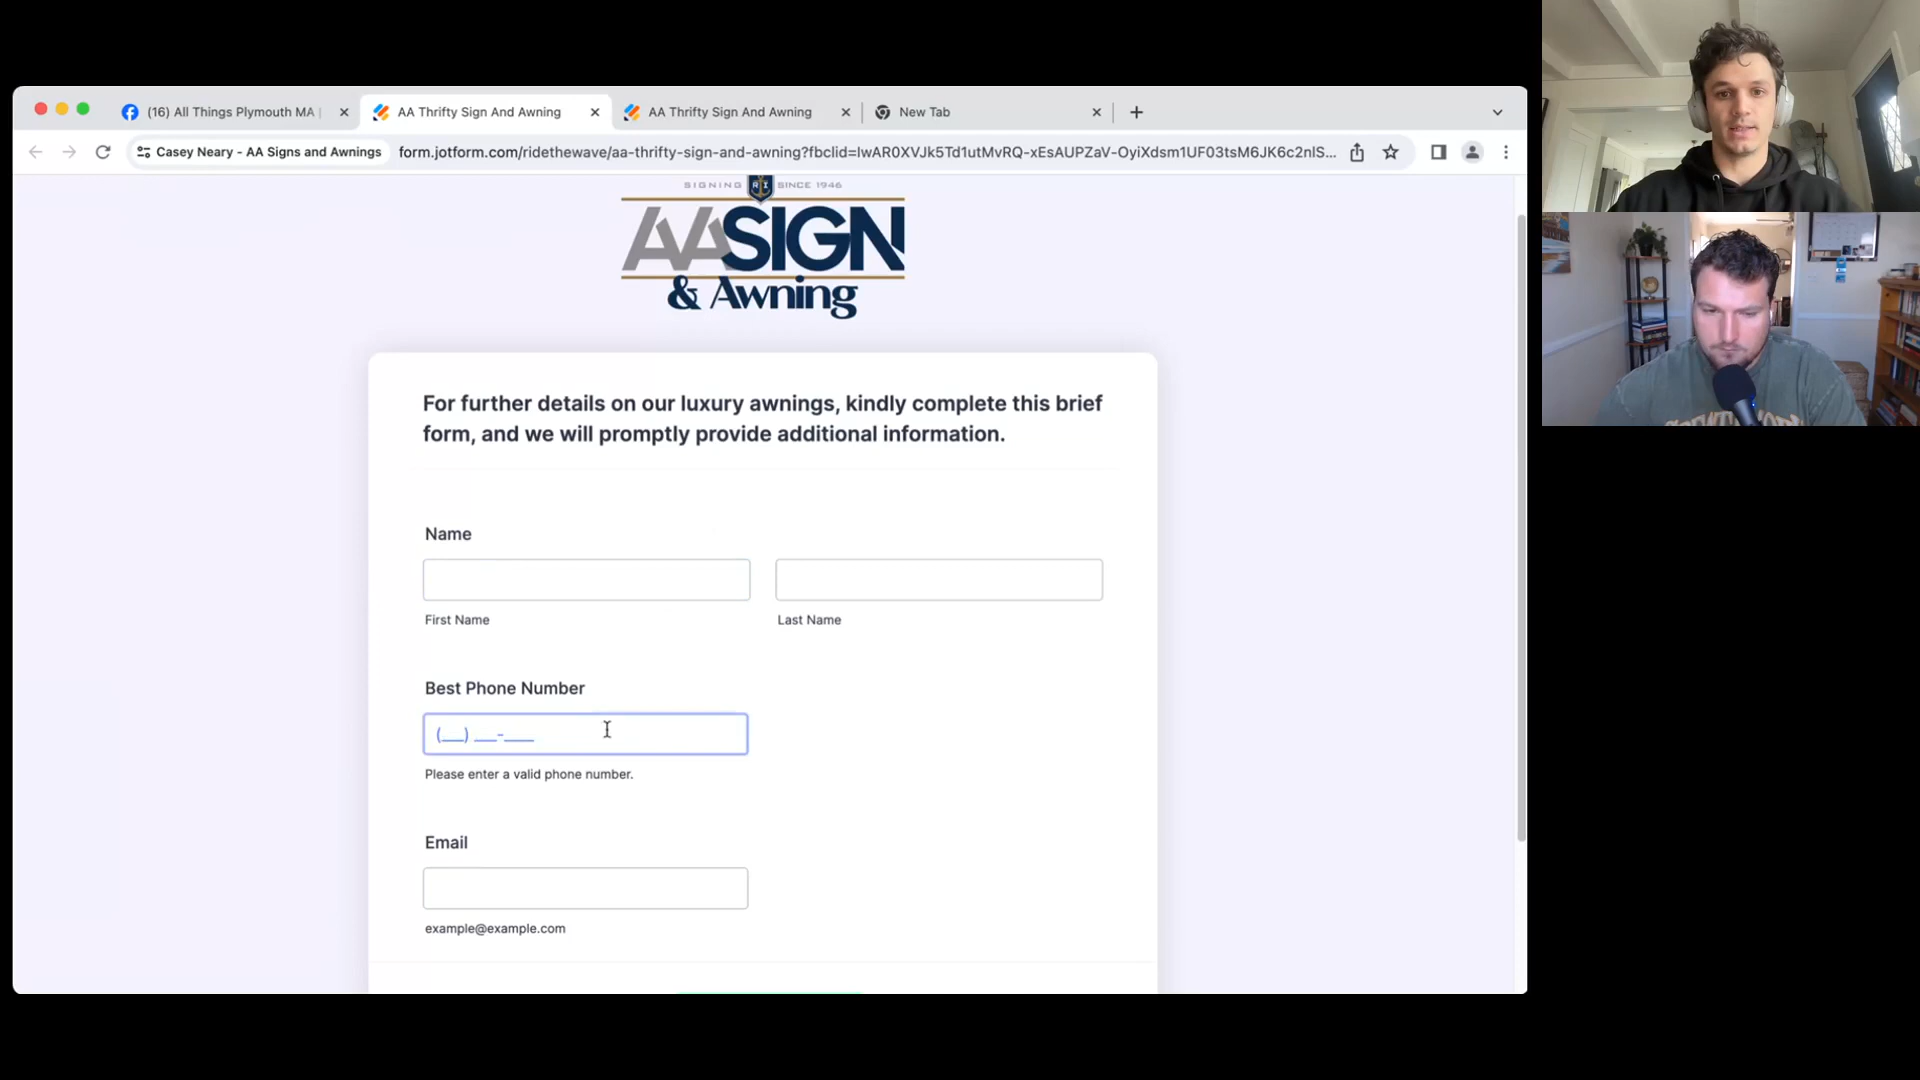 (16) All Things Plymouth MA
AA Thrifty Sign And Awning
AA Thrifty Sign And Awning
New Tab
Casey Neary - AA Signs and Awnings
form.jotform.com/ridethewave/aa-thrifty-sign-and-awning?fbclid=IwAR0XVJk5Td1utMvRQ-xEsAUPZaV-OyiXdsm1UF03tsM6JK6c2nIS...
SIGNING SINCE 1946
AASIGN
& Awning
For further details on our luxury awnings, kindly complete this brief
form, and we will promptly provide additional information.
Name
First Name
Last Name
Best Phone Number
(___) ___-____
Please enter a valid phone number.
Email
example@example.com